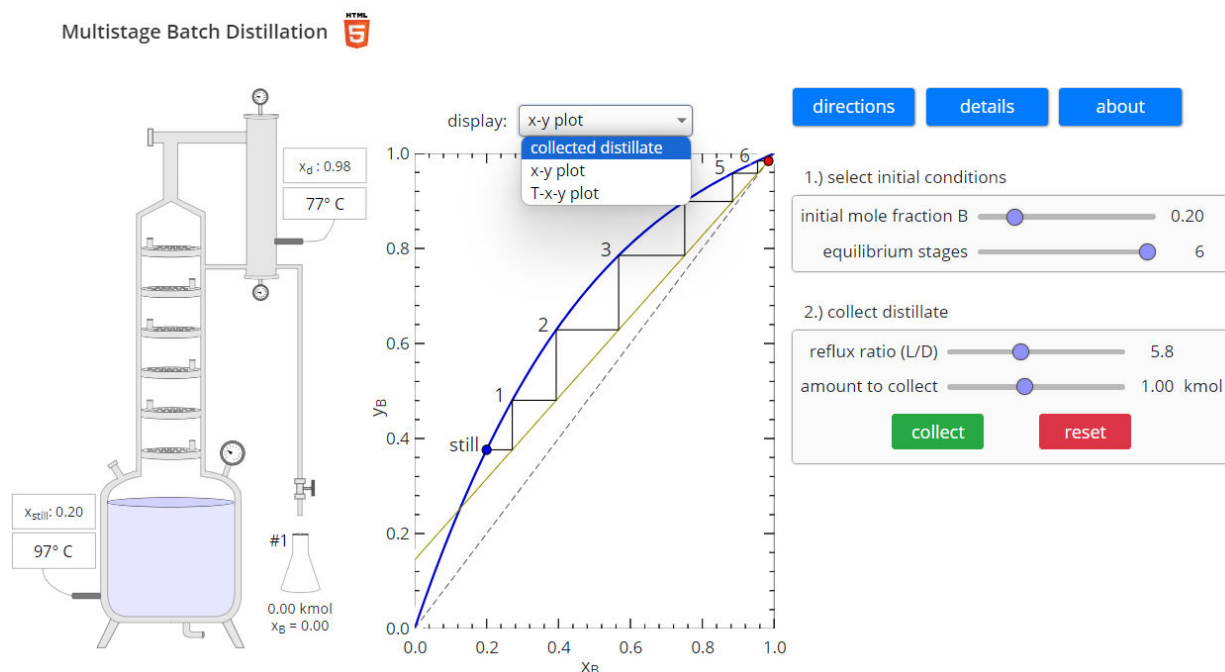 Multistage Batch Distillation
HTML
5
directions
details
about
display:
x-y plot
collected distillate
x-y plot
T-x-y plot
1.) select initial conditions
initial mole fraction B 0.20
equilibrium stages 6
2.) collect distillate
reflux ratio (L/D) 5.8
amount to collect 1.00 kmol
collect
reset
x_d : 0.98
77° C
x_still: 0.20
97° C
#1
0.00 kmol
x_B = 0.00
y_B
1.0
0.8
0.6
0.4
0.2
0.0
still
1
2
3
5
6
0.0 0.2 0.4 0.6 0.8 1.0
x_B